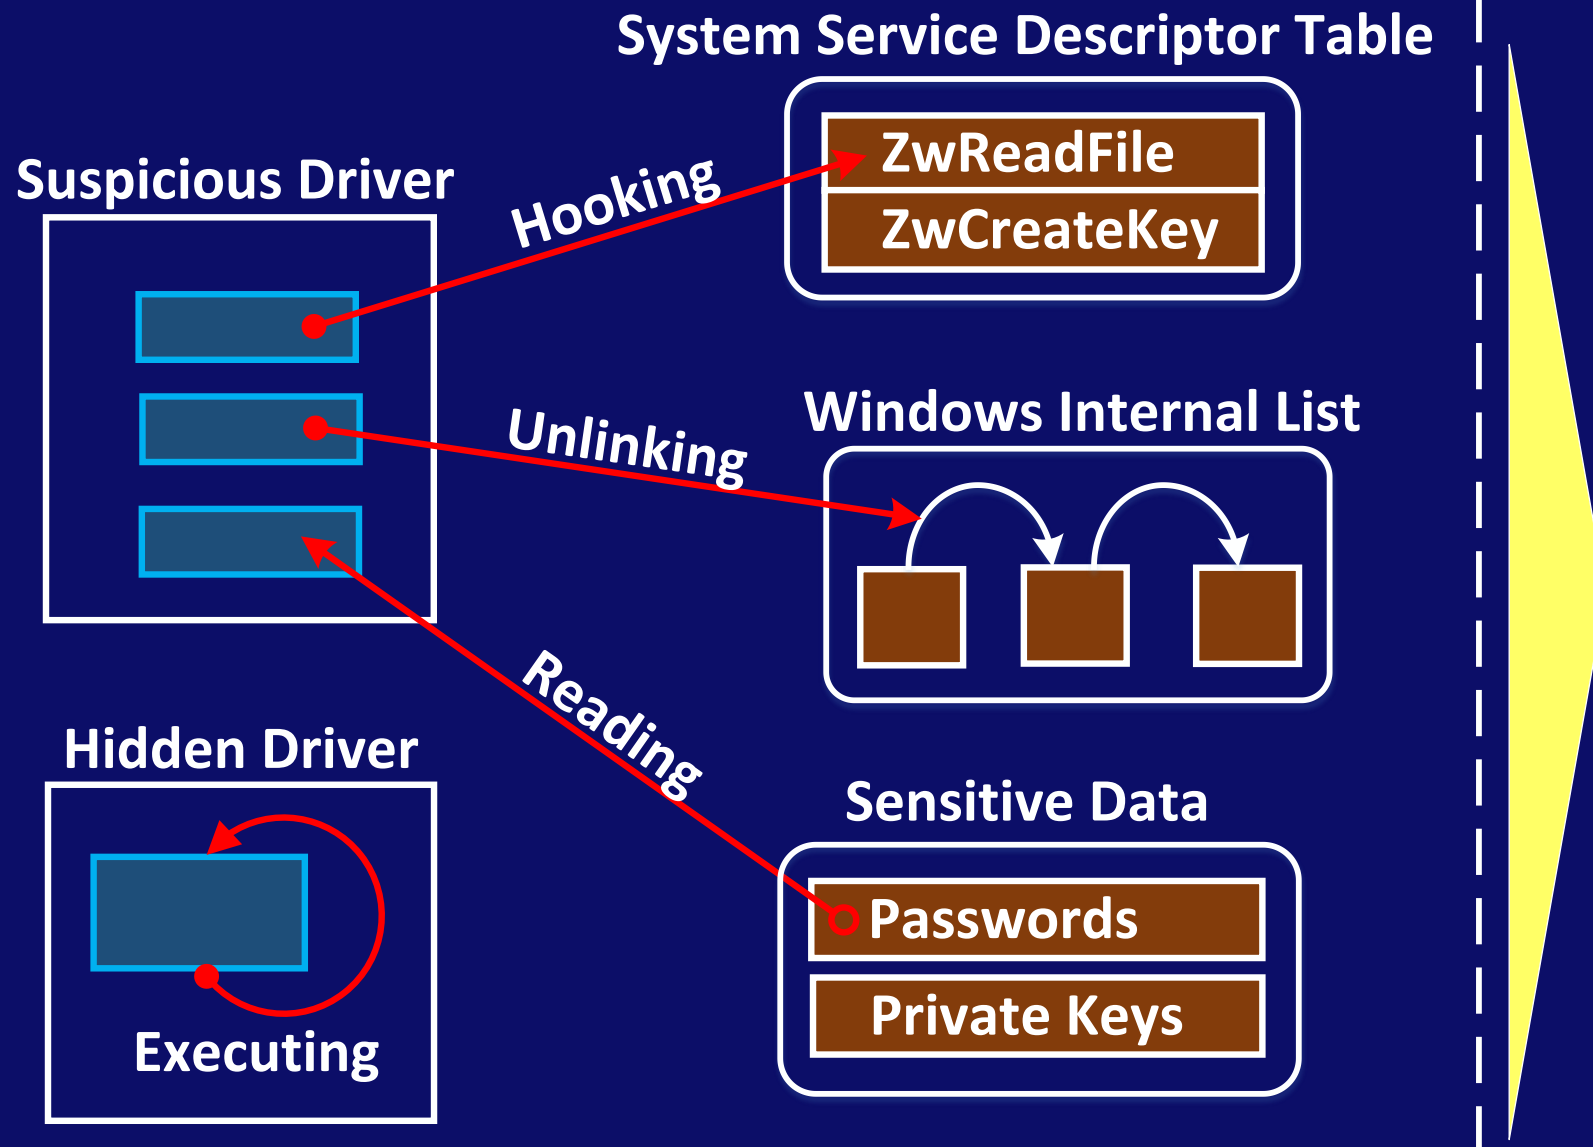 System Service Descriptor Table
ZwReadFile
ZwCreateKey
Suspicious Driver
Hooking
Unlinking
Windows Internal List
Reading
Hidden Driver
Executing
Sensitive Data
Passwords
Private Keys